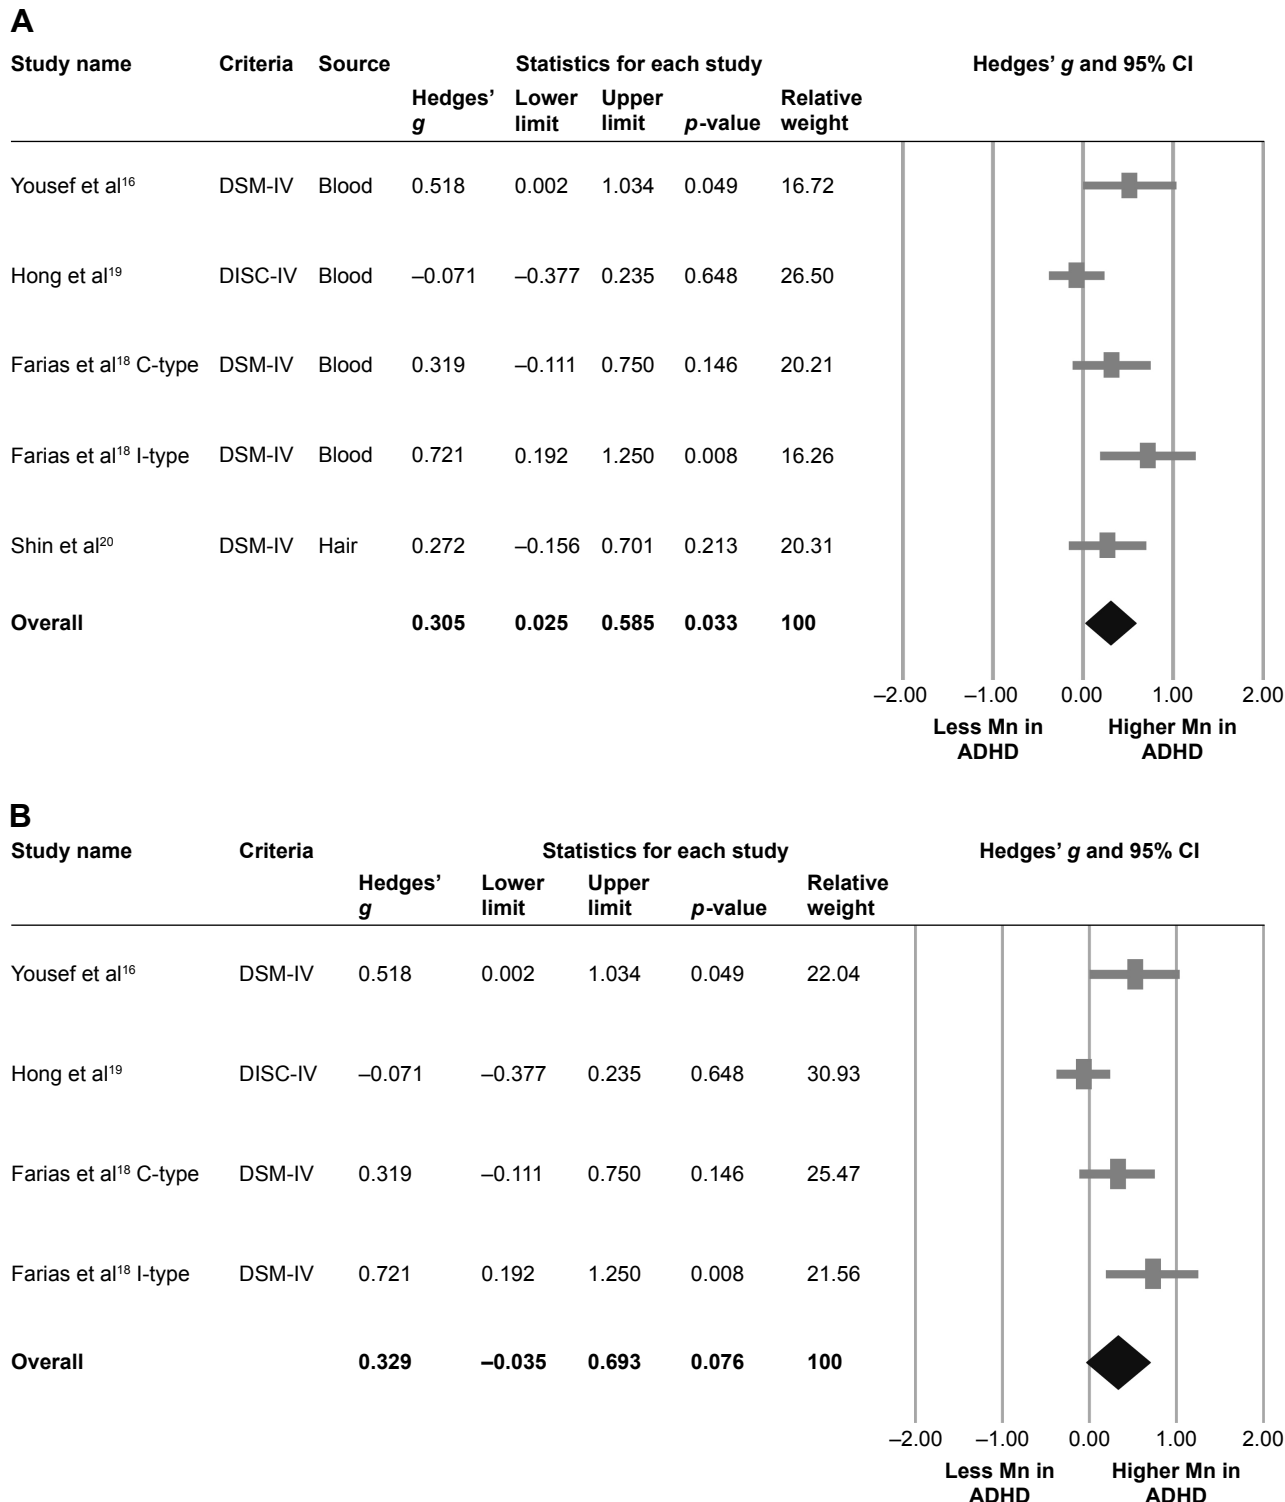 A
Study name Criteria Source Statistics for each study Hedges’ g and 95% CI
Hedges’ g Lower limit Upper limit p-value Relative weight
Yousef et al16 DSM-IV Blood 0.518 0.002 1.034 0.049 16.72
Hong et al19 DISC-IV Blood –0.071 –0.377 0.235 0.648 26.50
Farias et al18 C-type DSM-IV Blood 0.319 –0.111 0.750 0.146 20.21
Farias et al18 I-type DSM-IV Blood 0.721 0.192 1.250 0.008 16.26
Shin et al20 DSM-IV Hair 0.272 –0.156 0.701 0.213 20.31
Overall 0.305 0.025 0.585 0.033 100
–2.00 –1.00 0.00 1.00 2.00
Less Mn in ADHD Higher Mn in ADHD
B
Study name Criteria Statistics for each study Hedges’ g and 95% CI
Hedges’ g Lower limit Upper limit p-value Relative weight
Yousef et al16 DSM-IV 0.518 0.002 1.034 0.049 22.04
Hong et al19 DISC-IV –0.071 –0.377 0.235 0.648 30.93
Farias et al18 C-type DSM-IV 0.319 –0.111 0.750 0.146 25.47
Farias et al18 I-type DSM-IV 0.721 0.192 1.250 0.008 21.56
Overall 0.329 –0.035 0.693 0.076 100
–2.00 –1.00 0.00 1.00 2.00
Less Mn in ADHD Higher Mn in ADHD